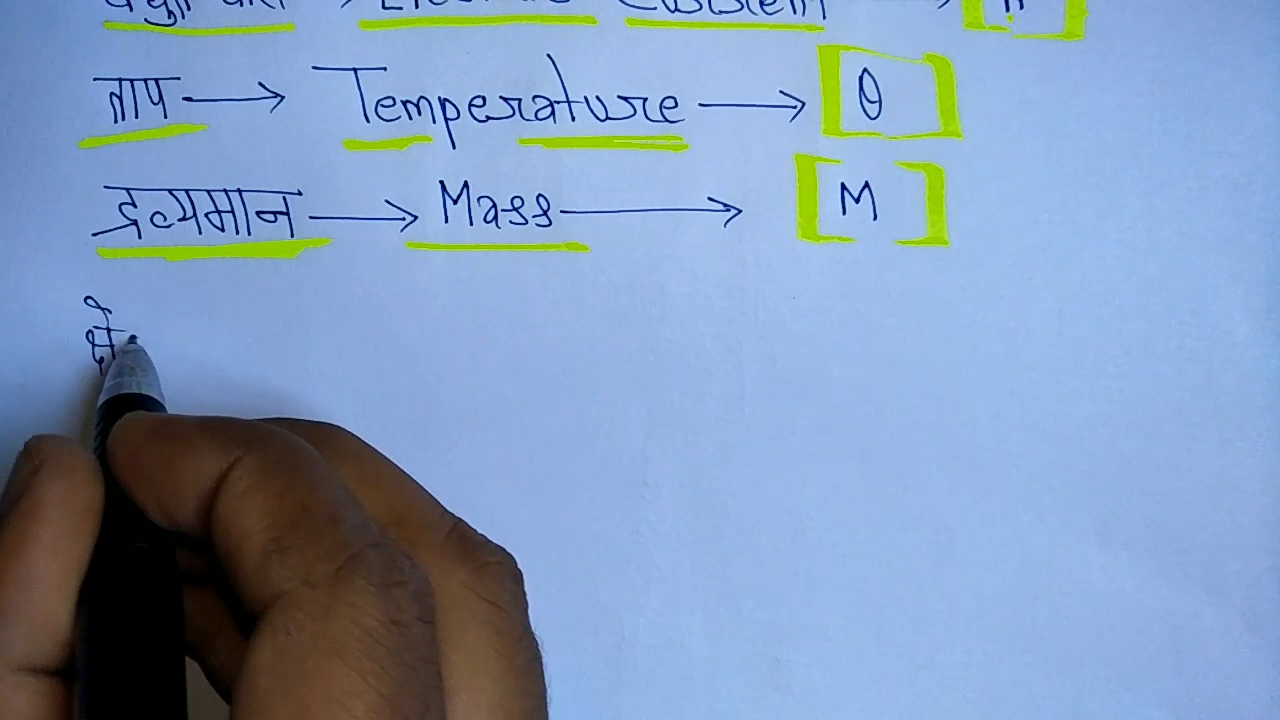 ताप → Temperature → [θ]
द्रव्यमान → Mass → [M]
क्षे